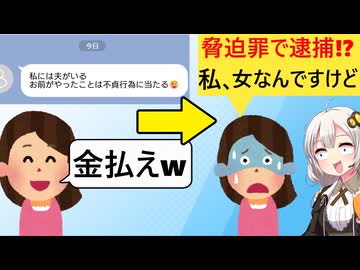 今日
私には夫がいる
お前がやったことは不貞行為に当たる😜
金払えw
脅迫罪で逮捕!?
私、女なんですけど